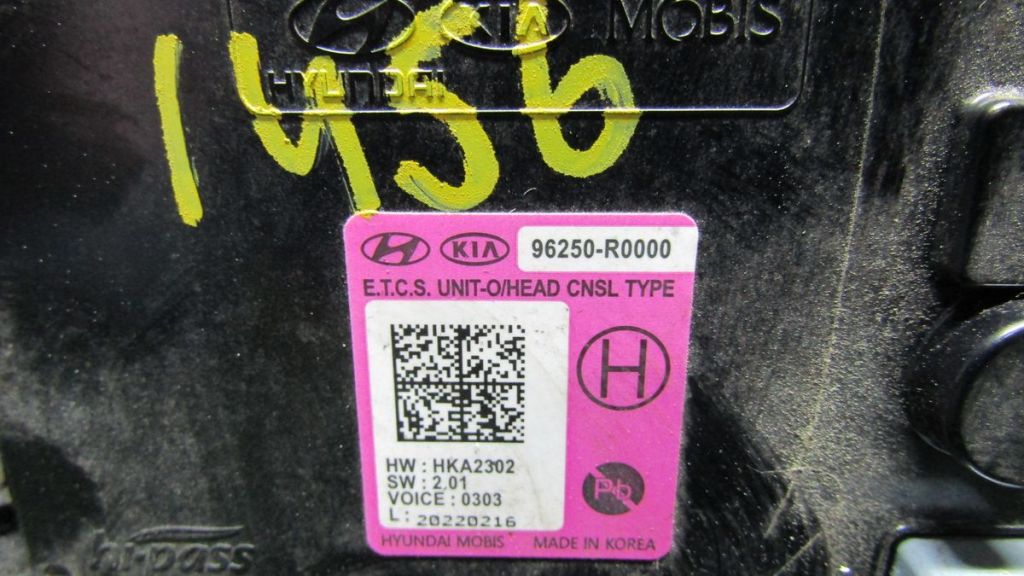 KIA MOBIS
HYUNDAI
1456
KIA 96250-R0000
E.T.C.S. UNIT-O/HEAD CNSL TYPE
H
HW : HKA2302
SW : 2.01
VOICE : 0303
L: 20220216
Pb
HYUNDAI MOBIS MADE IN KOREA
hi-pass